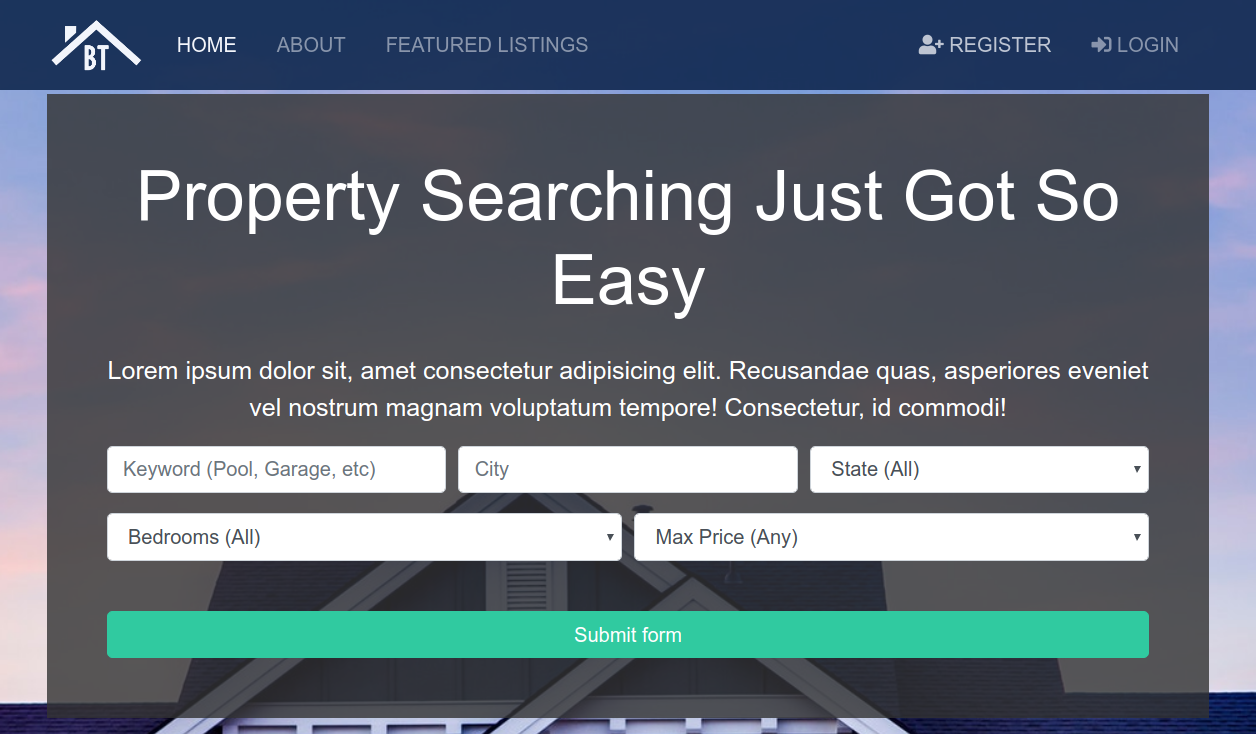 BT
HOME
ABOUT
FEATURED LISTINGS
REGISTER
LOGIN
Property Searching Just Got So
Easy
Lorem ipsum dolor sit, amet consectetur adipisicing elit. Recusandae quas, asperiores eveniet
vel nostrum magnam voluptatum tempore! Consectetur, id commodi!
Keyword (Pool, Garage, etc)
City
State (All)
Bedrooms (All)
Max Price (Any)
Submit form